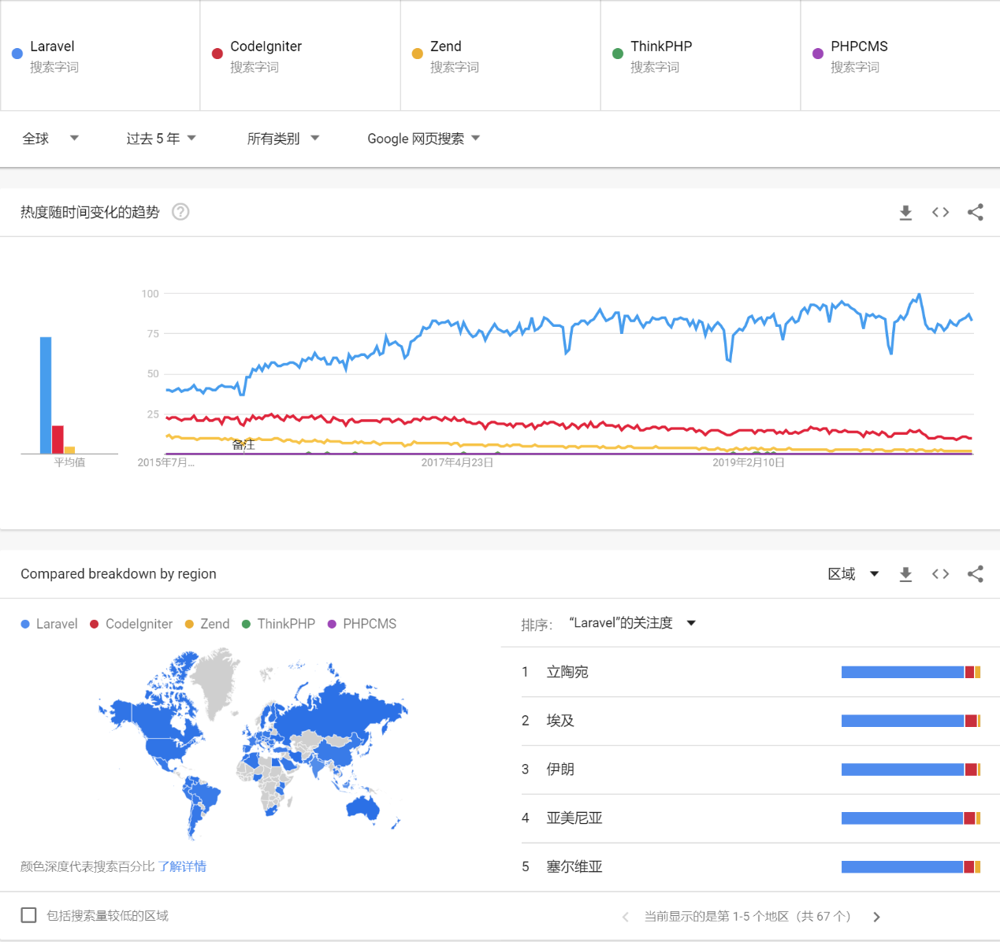 Laravel
搜索字词
CodeIgniter
搜索字词
Zend
搜索字词
ThinkPHP
搜索字词
PHPCMS
搜索字词
全球
过去 5 年
所有类别
Google 网页搜索
热度随时间变化的趋势
100
75
50
25
备注
平均值
2015年7月...
2017年4月23日
2019年2月10日
Compared breakdown by region
区域
Laravel
CodeIgniter
Zend
ThinkPHP
PHPCMS
排序:
“Laravel”的关注度
1 立陶宛
2 埃及
3 伊朗
4 亚美尼亚
5 塞尔维亚
颜色深度代表搜索百分比 了解详情
包括搜索量较低的区域
当前显示的是第 1-5 个地区（共 67 个）